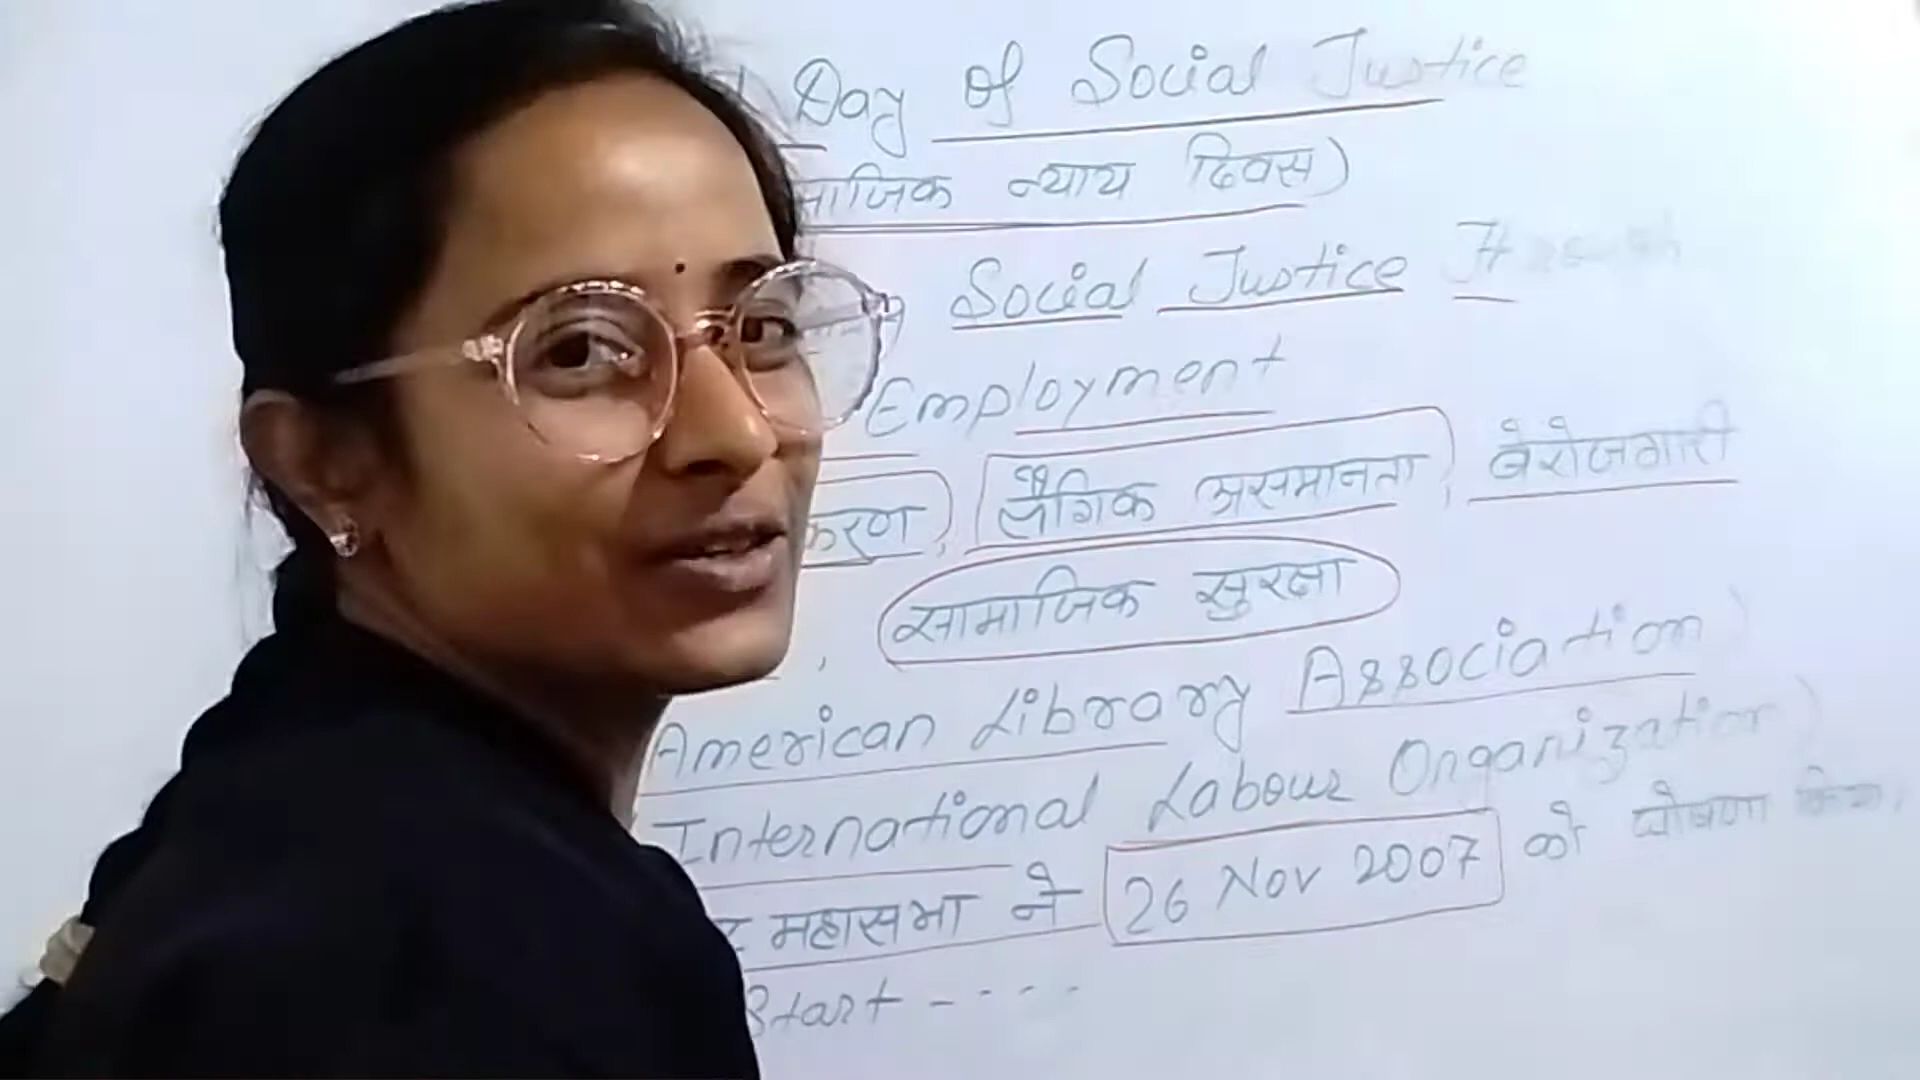 Day of Social Justice
माजिक न्याय दिवस)
Social Justice
Employment
करण, लैंगिक असमानता, बेरोजगारी
सामाजिक सुरक्षा
American Library Association)
International Labour Organization)
महासभा ने 26 Nov 2007 को घोषणा किया।
Start - - - - -